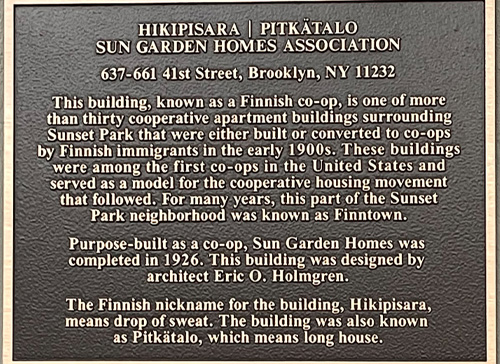 HIKIPISARA | PITKÄTALO
SUN GARDEN HOMES ASSOCIATION
637-661 41st Street, Brooklyn, NY 11232
This building, known as a Finnish co-op, is one of more
than thirty cooperative apartment buildings surrounding
Sunset Park that were either built or converted to co-ops
by Finnish immigrants in the early 1900s. These buildings
were among the first co-ops in the United States and
served as a model for the cooperative housing movement
that followed. For many years, this part of the Sunset
Park neighborhood was known as Finntown.
Purpose-built as a co-op, Sun Garden Homes was
completed in 1926. This building was designed by
architect Eric O. Holmgren.
The Finnish nickname for the building, Hikipisara,
means drop of sweat. The building was also known
as Pitkätalo, which means long house.